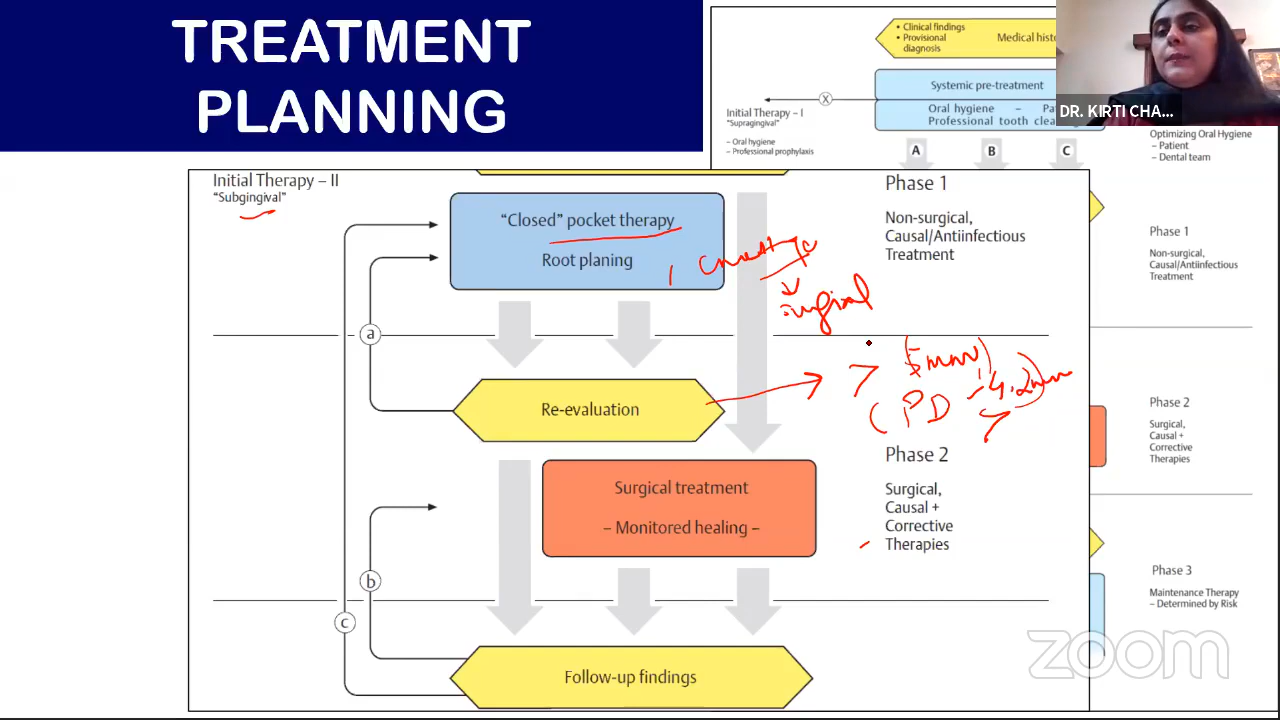 TREATMENT
PLANNING
• Clinical findings
• Provisional
diagnosis
Medical
Systemic pre-treatment
Oral hygiene –
Professional tooth
X
Initial Therapy – I
"Supragingival"
– Oral hygiene
– Professional prophylaxis
A
B
C
DR. KIRTI CHA...
Optimizing Oral Hygiene
– Patient
– Dental team
Phase 1
Non-surgical,
Causal/Antiinfectious
Treatment
Phase 2
Surgical,
Causal +
Corrective
Therapies
Phase 3
Maintenance Therapy
– Determined by Risk
Initial Therapy – II
"Subgingival"
"Closed" pocket therapy
Root planing
Phase 1
Non-surgical,
Causal/Antiinfectious
Treatment
a
Re-evaluation
> 5mm
(PD
4.2mm
Phase 2
Surgical treatment
– Monitored healing –
Surgical,
Causal +
Corrective
Therapies
b
c
Follow-up findings
zoom